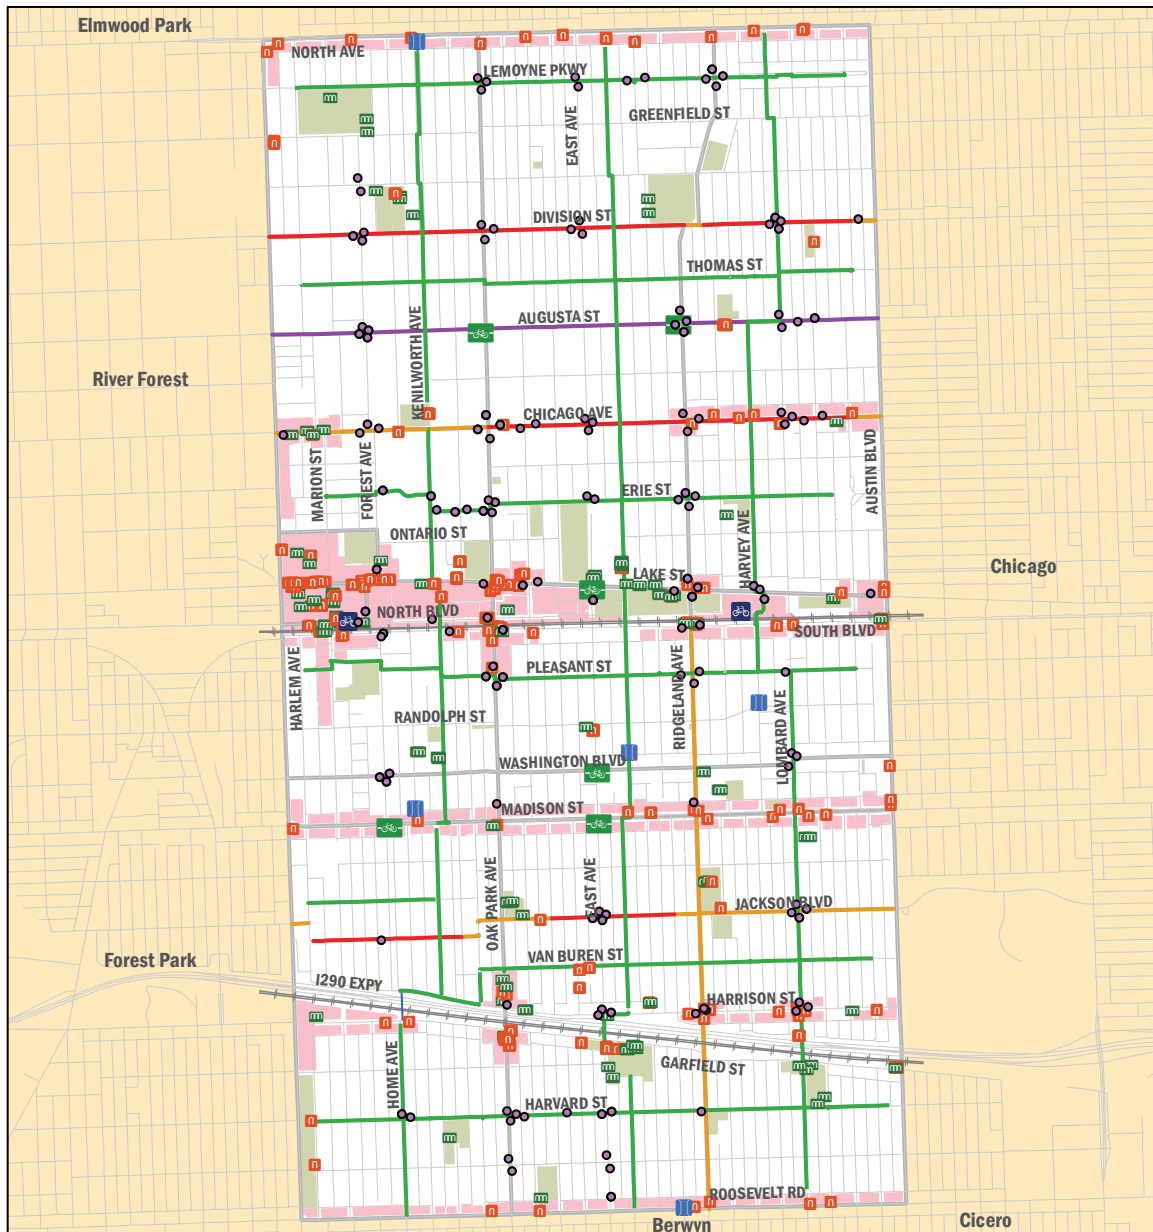 Elmwood Park
NORTH AVE
LEMOYNE PKWY
GREENFIELD ST
EAST AVE
DIVISION ST
THOMAS ST
AUGUSTA ST
KENILWORTH AVE
River Forest
CHICAGO AVE
MARION ST
FOREST AVE
AUSTIN BLVD
ERIE ST
ONTARIO ST
HARVEY AVE
Chicago
LAKE ST
NORTH BLVD
SOUTH BLVD
HARLEM AVE
PLEASANT ST
RIDGELAND AVE
RANDOLPH ST
LOMBARD AVE
WASHINGTON BLVD
MADISON ST
OAK PARK AVE
EAST AVE
JACKSON BLVD
VAN BUREN ST
Forest Park
I290 EXPY
HARRISON ST
HOME AVE
GARFIELD ST
HARVARD ST
ROOSEVELT RD
Berwyn
Cicero